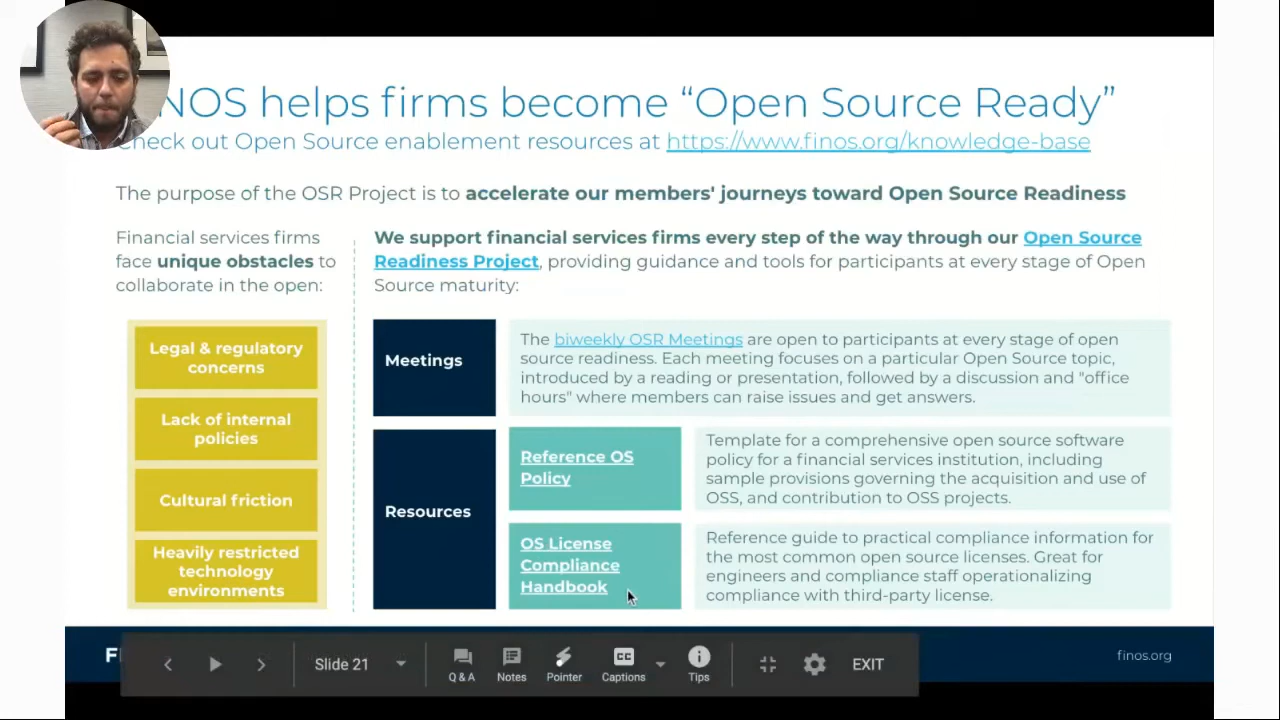 NOS helps firms become “Open Source Ready”
Check out Open Source enablement resources at https://www.finos.org/knowledge-base
The purpose of the OSR Project is to accelerate our members' journeys toward Open Source Readiness
Financial services firms
face unique obstacles to
collaborate in the open:
We support financial services firms every step of the way through our Open Source
Readiness Project, providing guidance and tools for participants at every stage of Open
Source maturity:
Legal & regulatory
concerns
Lack of internal
policies
Cultural friction
Heavily restricted
technology
environments
Meetings
The biweekly OSR Meetings are open to participants at every stage of open
source readiness. Each meeting focuses on a particular Open Source topic,
introduced by a reading or presentation, followed by a discussion and "office
hours" where members can raise issues and get answers.
Resources
Reference OS
Policy
Template for a comprehensive open source software
policy for a financial services institution, including
sample provisions governing the acquisition and use of
OSS, and contribution to OSS projects.
OS License
Compliance
Handbook
Reference guide to practical compliance information for
the most common open source licenses. Great for
engineers and compliance staff operationalizing
compliance with third-party license.
Slide 21
Q & A
Notes
Pointer
CC
Captions
Tips
EXIT
finos.org